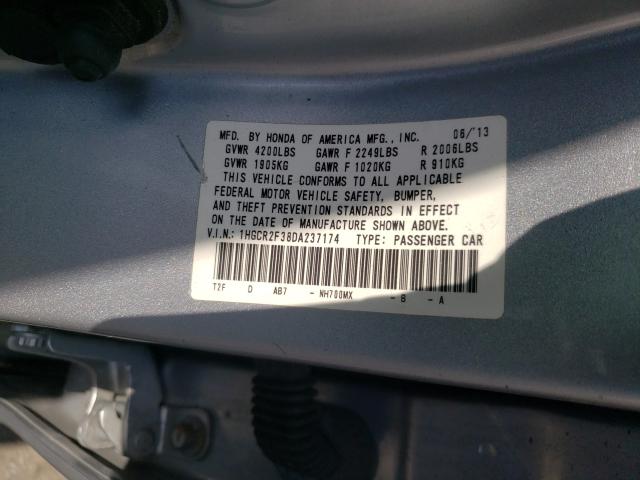 MFD. BY HONDA OF AMERICA MFG., INC. 06/13
GVWR 4200LBS GAWR F 2249LBS R 2006LBS
GVWR 1905KG GAWR F 1020KG R 910KG
THIS VEHICLE CONFORMS TO ALL APPLICABLE
FEDERAL MOTOR VEHICLE SAFETY, BUMPER,
AND THEFT PREVENTION STANDARDS IN EFFECT
ON THE DATE OF MANUFACTURE SHOWN ABOVE.
V.I.N.: 1HGCR2F38DA237174 TYPE: PASSENGER CAR
T2F D AB7 - NH700MX - B - A